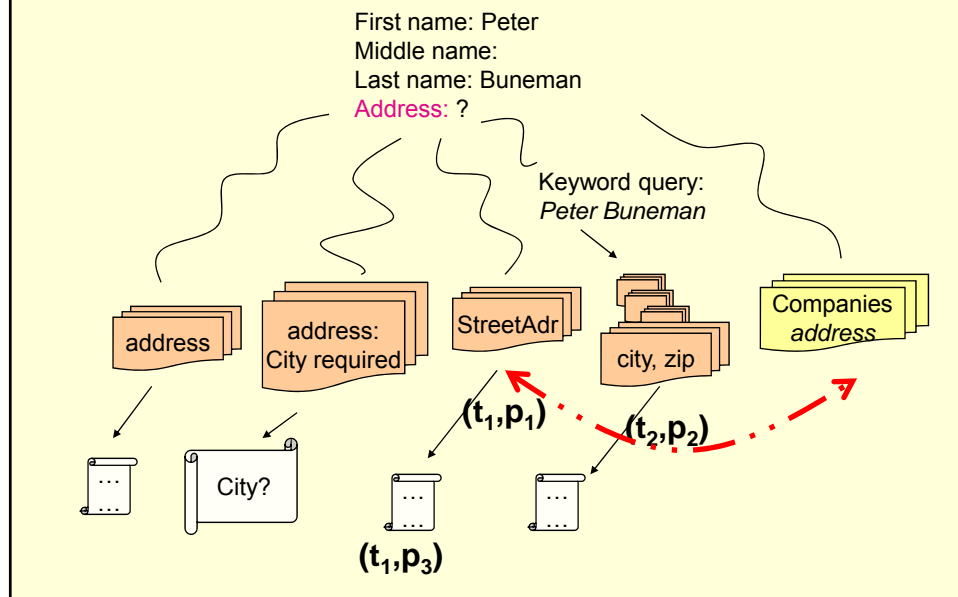 First name: Peter
Middle name:
Last name: Buneman
Address: ?
Keyword query:
Peter Buneman
address
address:
City required
StreetAdr
city, zip
Companies
address
(t₁,p₁)
(t₂,p₂)
...
...
City?
...
...
...
...
(t₁,p₃)